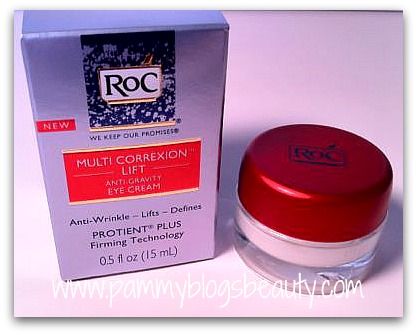 RoC
WE KEEP OUR PROMISES®
NEW
MULTI CORREXION™
LIFT
ANTI-GRAVITY
EYE CREAM
Anti-Wrinkle – Lifts – Defines
PROTIENT® PLUS
Firming Technology
0.5 fl oz (15 mL)
RoC
www.pammyblogsbeauty.com